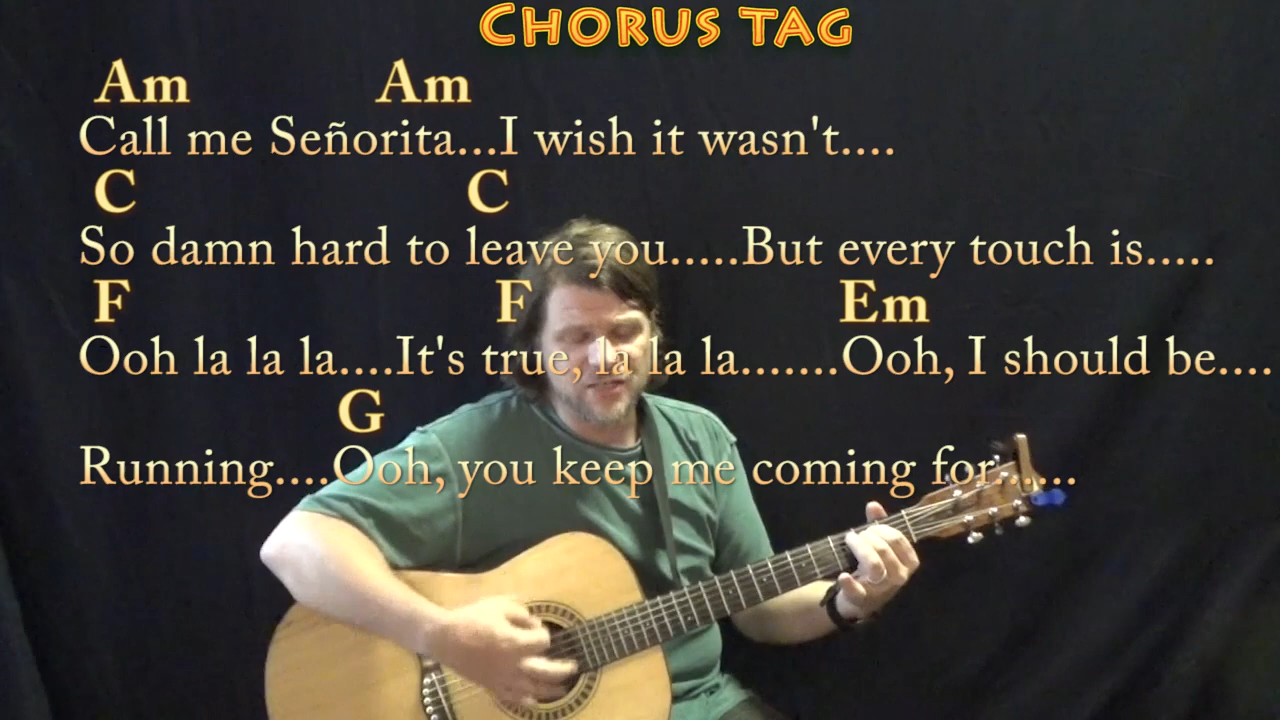 CHORUS TAG
Am Am
Call me Señorita...I wish it wasn't....
C C
So damn hard to leave you.....But every touch is.....
F F Em
Ooh la la la....It's true, la la la.......Ooh, I should be....
G
Running....Ooh, you keep me coming for......